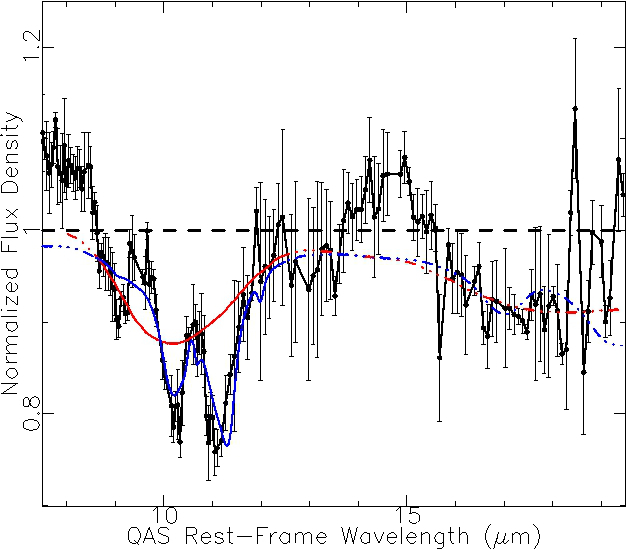 1.2
1
0.8
Normalized Flux Density
10
15
QAS Rest-Frame Wavelength (μm)